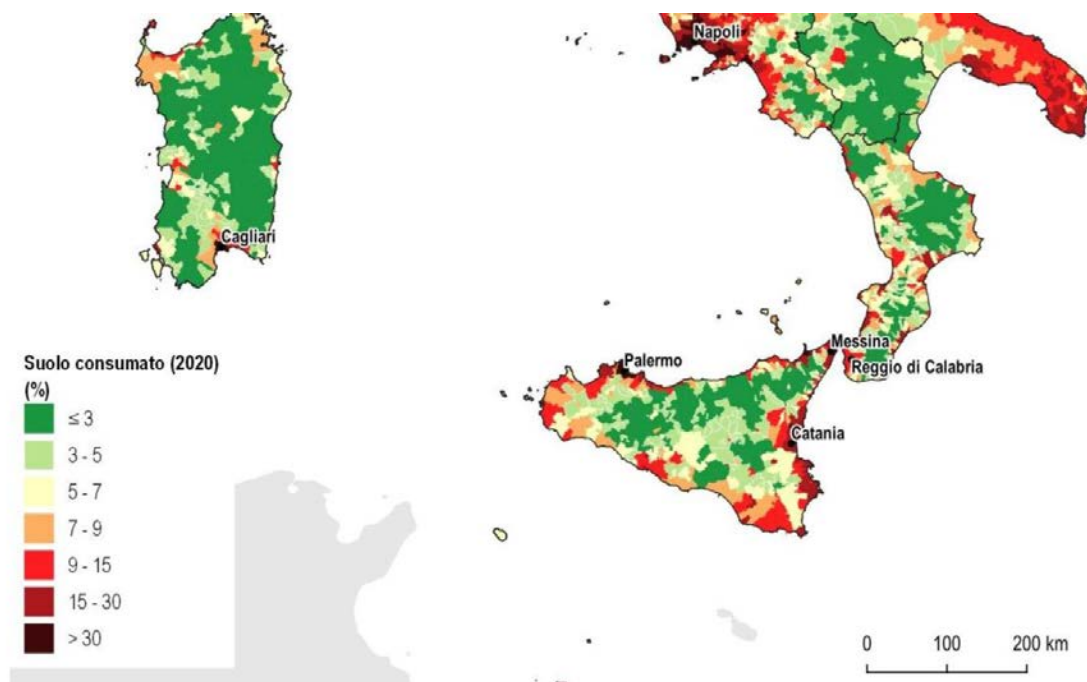 Napoli
Cagliari
Messina
Palermo
Reggio di Calabria
Catania
Suolo consumato (2020)
(%)
≤ 3
3 - 5
5 - 7
7 - 9
9 - 15
15 - 30
> 30
0 100 200 km